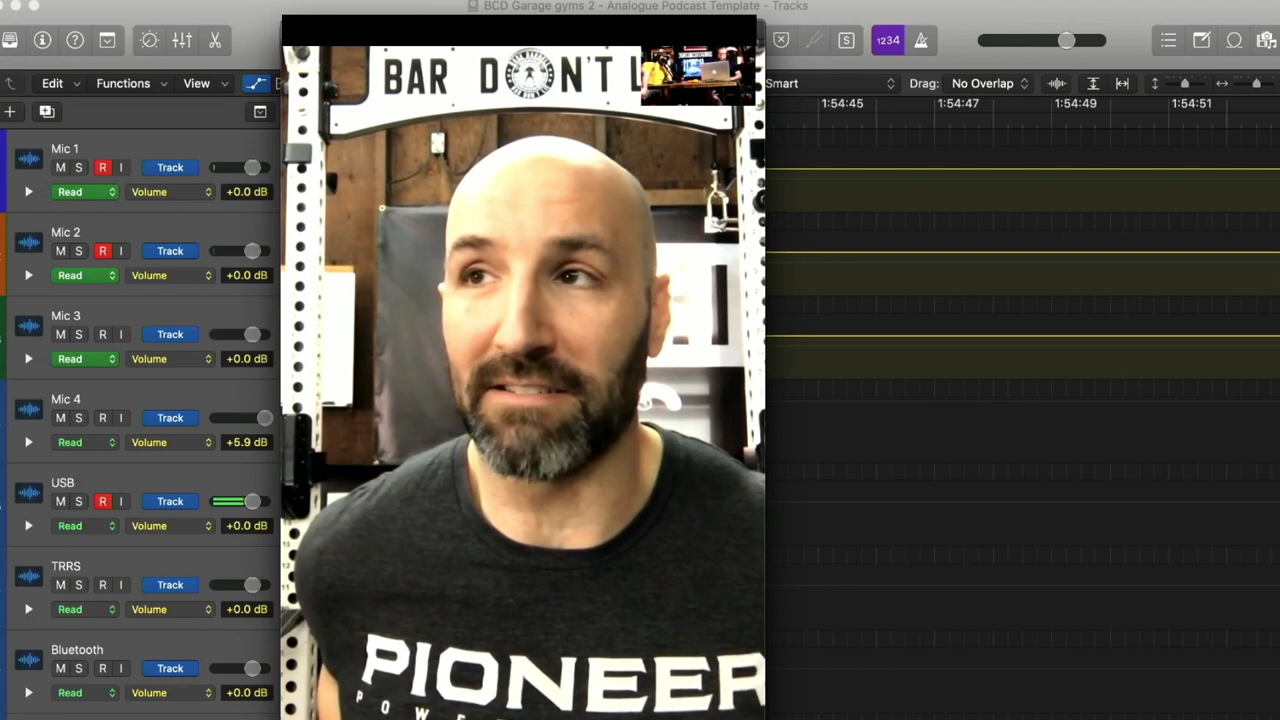 BCD Garage gyms 2 - Analogue Podcast Template - Tracks
1234
Edit Functions View
Smart Drag: No Overlap
1:54:45 1:54:47 1:54:49 1:54:51
BAR DON'T
Mic 1
M S R I Track
Read Volume +0.0 dB
Mic 2
M S R I Track
Read Volume +0.0 dB
Mic 3
M S R I Track
Read Volume +0.0 dB
Mic 4
M S R I Track
Read Volume +5.9 dB
USB
M S R I Track
Read Volume +0.0 dB
TRRS
M S R I Track
Read Volume +0.0 dB
Bluetooth
M S R I Track
Read Volume +0.0 dB
PIONEER